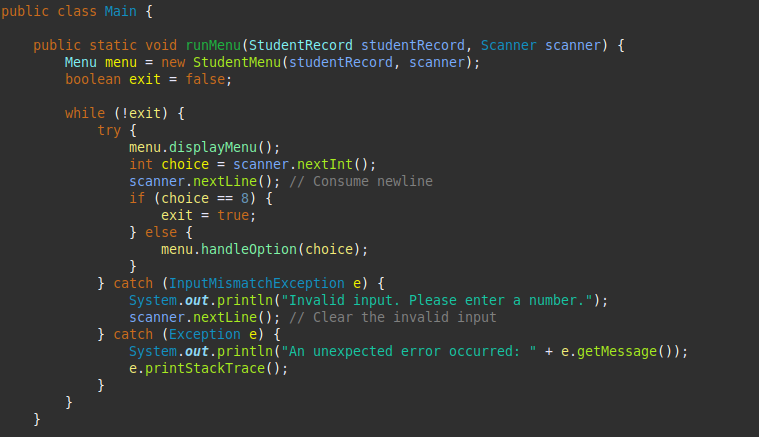 public class Main {
public static void runMenu(StudentRecord studentRecord, Scanner scanner) {
Menu menu = new StudentMenu(studentRecord, scanner);
boolean exit = false;
while (!exit) {
try {
menu.displayMenu();
int choice = scanner.nextInt();
scanner.nextLine(); // Consume newline
if (choice == 8) {
exit = true;
} else {
menu.handleOption(choice);
}
} catch (InputMismatchException e) {
System.out.println("Invalid input. Please enter a number.");
scanner.nextLine(); // Clear the invalid input
} catch (Exception e) {
System.out.println("An unexpected error occurred: " + e.getMessage());
e.printStackTrace();
}
}
}